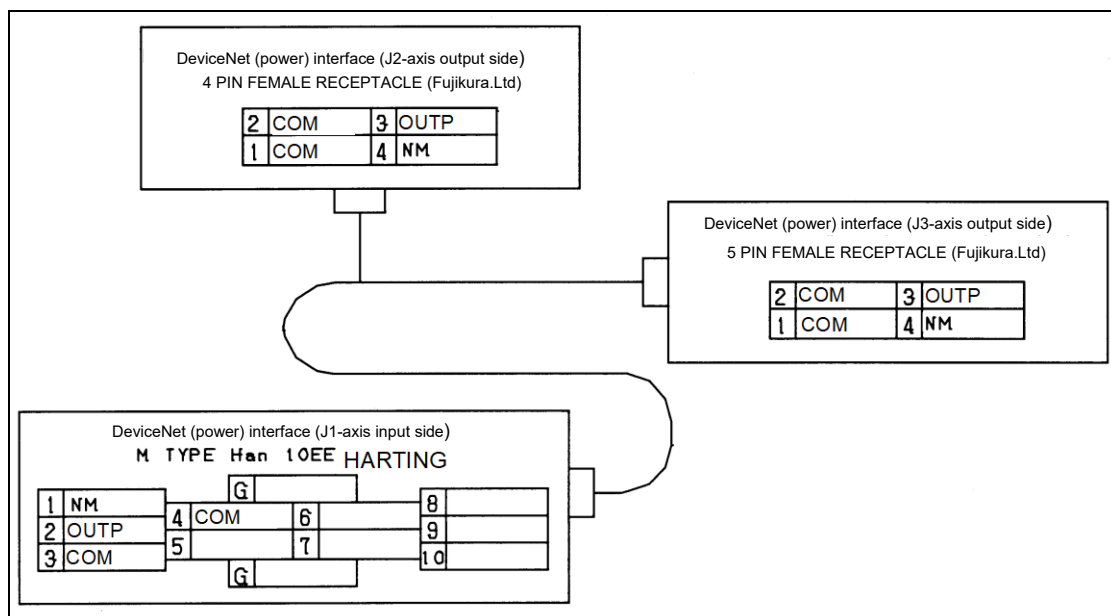 DeviceNet (power) interface (J2-axis output side)
4 PIN FEMALE RECEPTACLE (Fujikura.Ltd)
2 COM 3 OUTP
1 COM 4 NM
DeviceNet (power) interface (J3-axis output side)
5 PIN FEMALE RECEPTACLE (Fujikura.Ltd)
2 COM 3 OUTP
1 COM 4 NM
DeviceNet (power) interface (J1-axis input side)
M TYPE Han 10EE HARTING
G
1 NM 4 COM 6 8
2 OUTP 5 7 9
3 COM 10
G